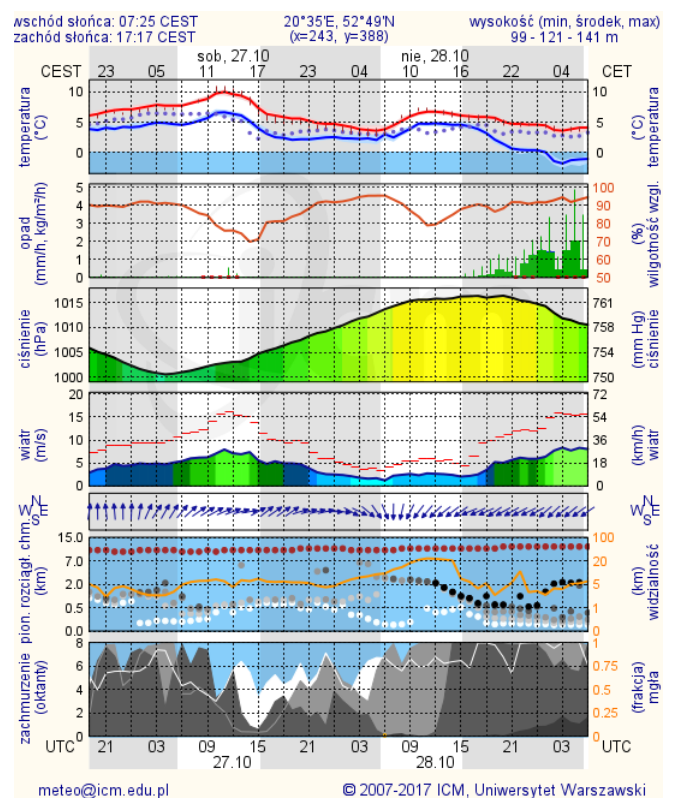 wschód słońca: 07:25 CEST 20°35'E, 52°49'N wysokość (min, środek, max)
zachód słońca: 17:17 CEST (x=243, y=388) 99 - 121 - 141 m
sob, 27.10 nie, 28.10
CEST 23 05 11 17 23 04 10 16 22 04 CET
temperatura (°C) 10 5 0 10 5 0 (°C) temperatura
opad (mm/h, kg/m²/h) 5 4 3 2 1 0 100 90 80 70 60 50 (%) wilgotność wzgl.
ciśnienie (hPa) 1015 1010 1005 1000 761 758 754 750 (mm Hg) ciśnienie
wiatr (m/s) 20 15 10 5 0 72 54 36 18 0 (km/h) wiatr
N W E S N W E S
pion. rozciągł. chm. (km) 15.0 7.0 2.0 0.5 0.0 100 20 5 1 0 (km) widzialność
zachmurzenie (oktanty) 8 6 4 2 0 1 0.75 0.5 0.25 0 (frakcja) mgła
UTC 21 03 09 15 21 03 09 15 21 03 UTC
27.10 28.10
meteo@icm.edu.pl © 2007-2017 ICM, Uniwersytet Warszawski